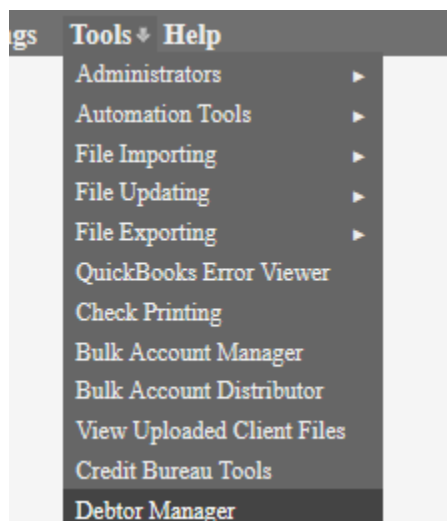 gs Tools Help
Administrators
Automation Tools
File Importing
File Updating
File Exporting
QuickBooks Error Viewer
Check Printing
Bulk Account Manager
Bulk Account Distributor
View Uploaded Client Files
Credit Bureau Tools
Debtor Manager